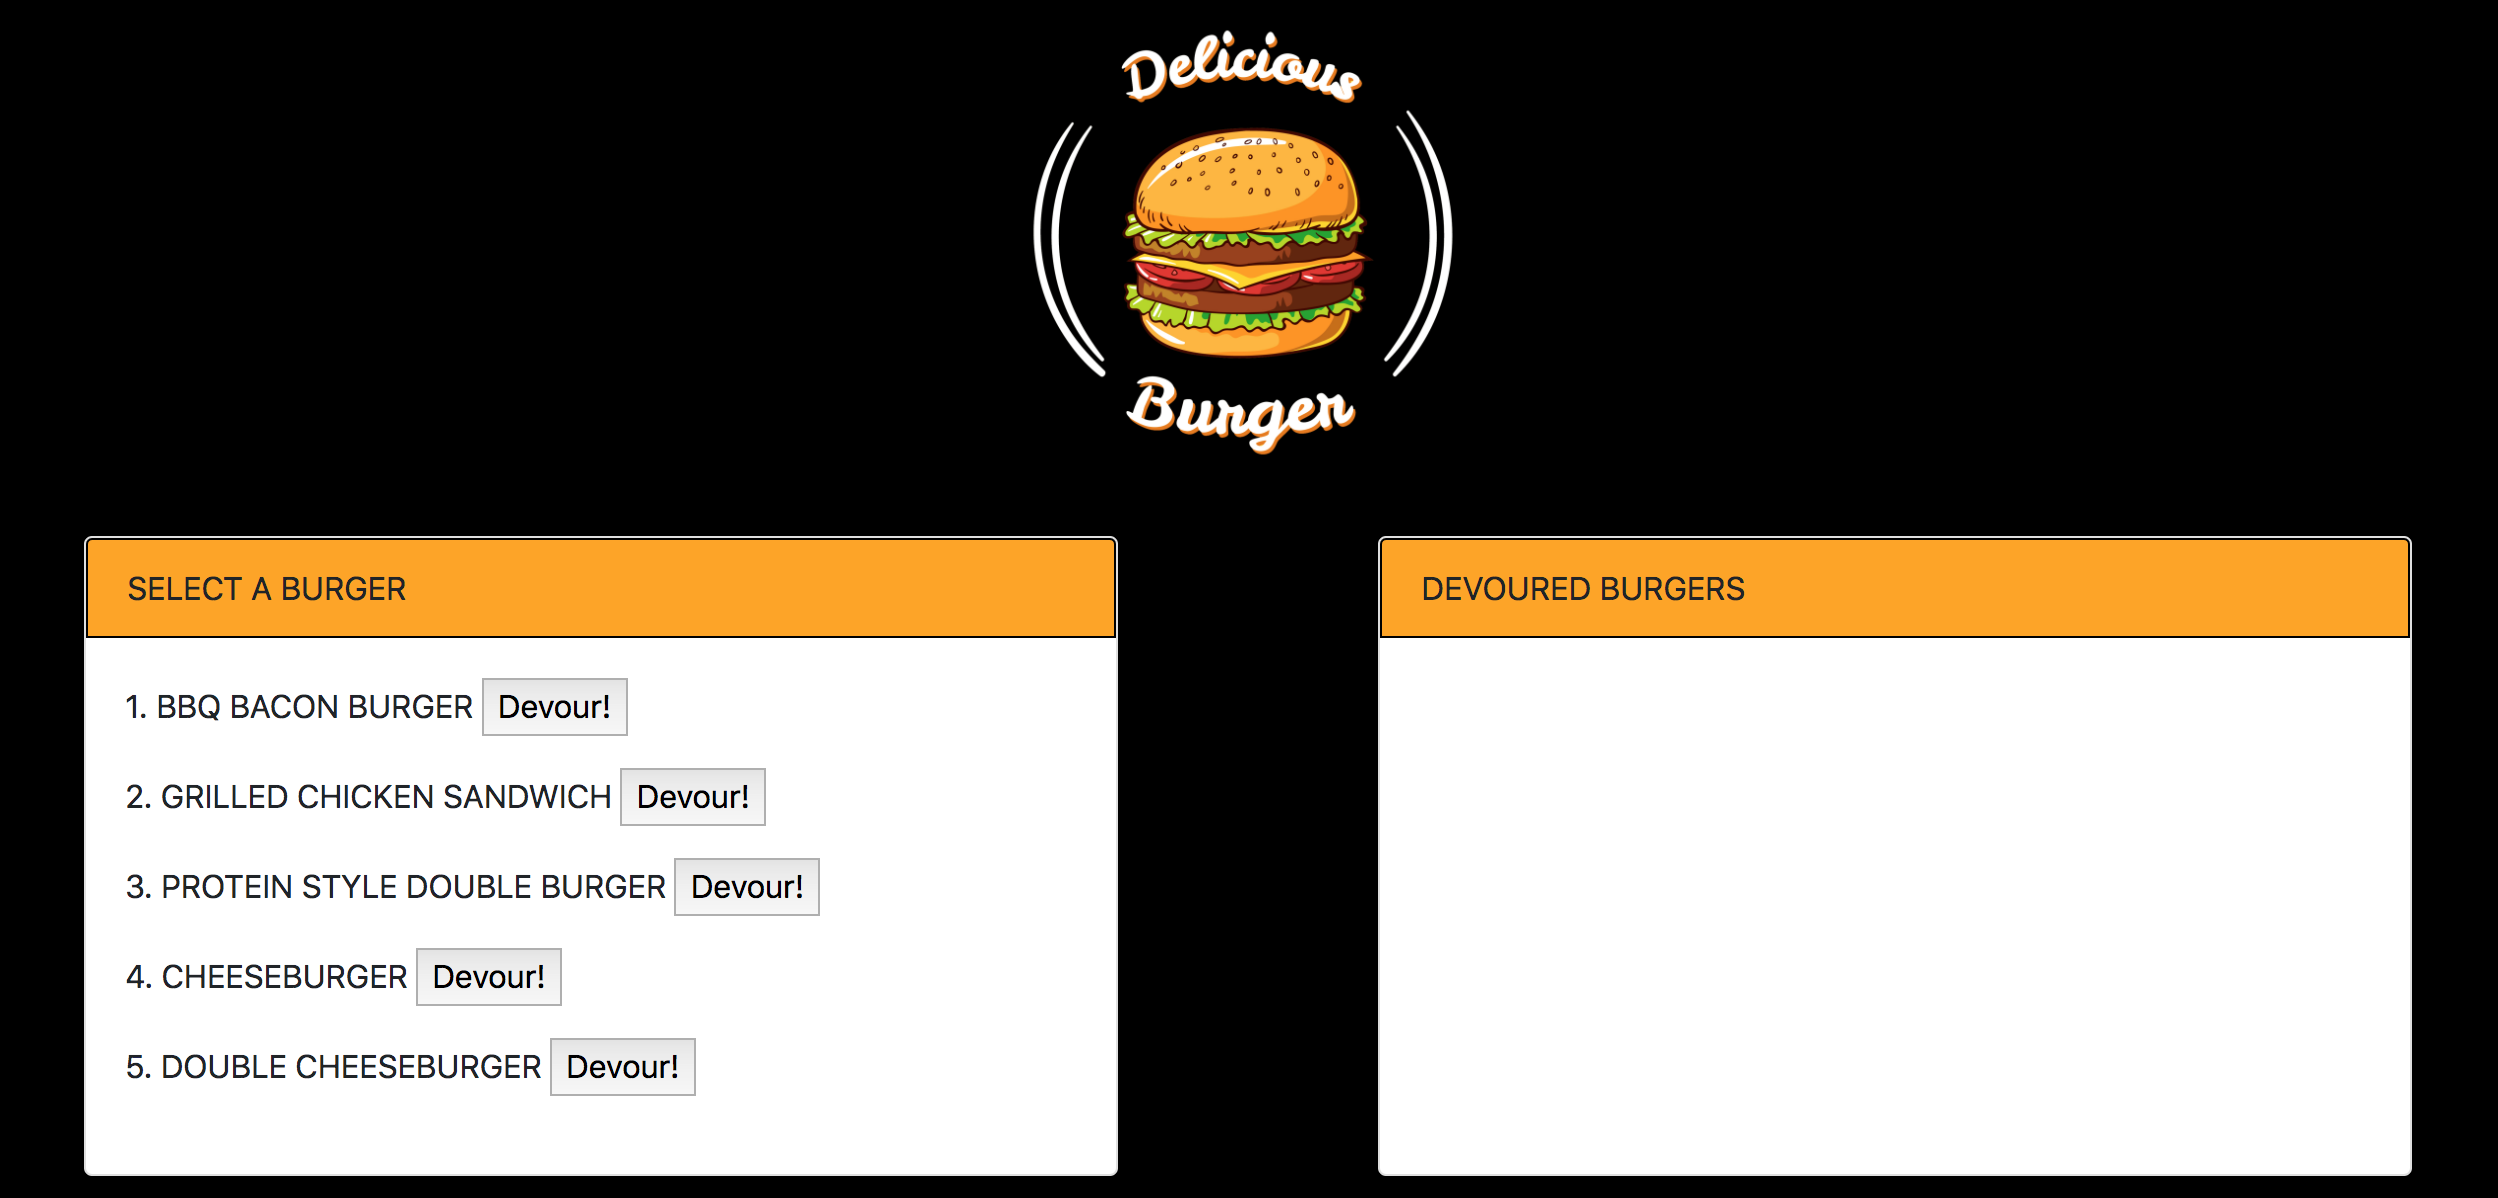 Delicious
Burger
SELECT A BURGER
1. BBQ BACON BURGER Devour!
2. GRILLED CHICKEN SANDWICH Devour!
3. PROTEIN STYLE DOUBLE BURGER Devour!
4. CHEESEBURGER Devour!
5. DOUBLE CHEESEBURGER Devour!
DEVOURED BURGERS